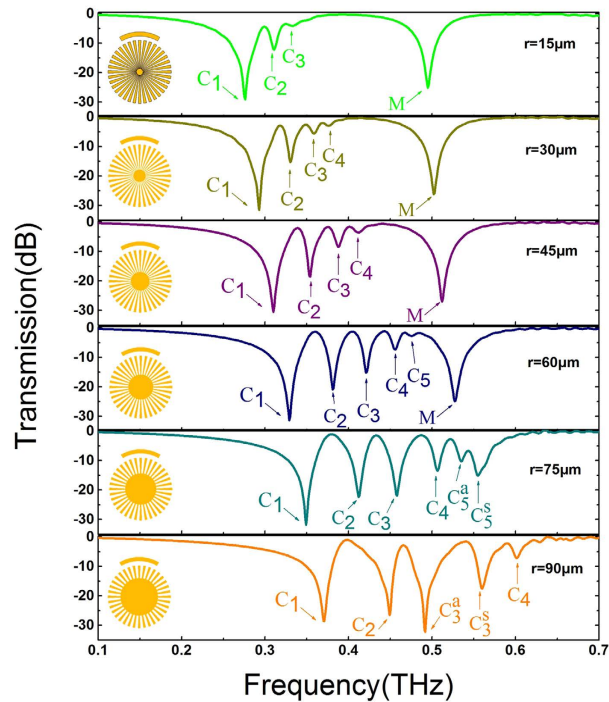 0
-10
-20
-30
C1
C2
C3
M
r=15μm
0
-10
-20
-30
C1
C2
C3
C4
M
r=30μm
0
-10
-20
-30
C1
C2
C3
C4
M
r=45μm
0
-10
-20
-30
C1
C2
C3
C4
C5
M
r=60μm
0
-10
-20
-30
C1
C2
C3
C4
C5a
C5s
r=75μm
0
-10
-20
-30
C1
C2
C3a
C3s
C4
r=90μm
0.1 0.2 0.3 0.4 0.5 0.6 0.7
Frequency(THz)
Transmission(dB)